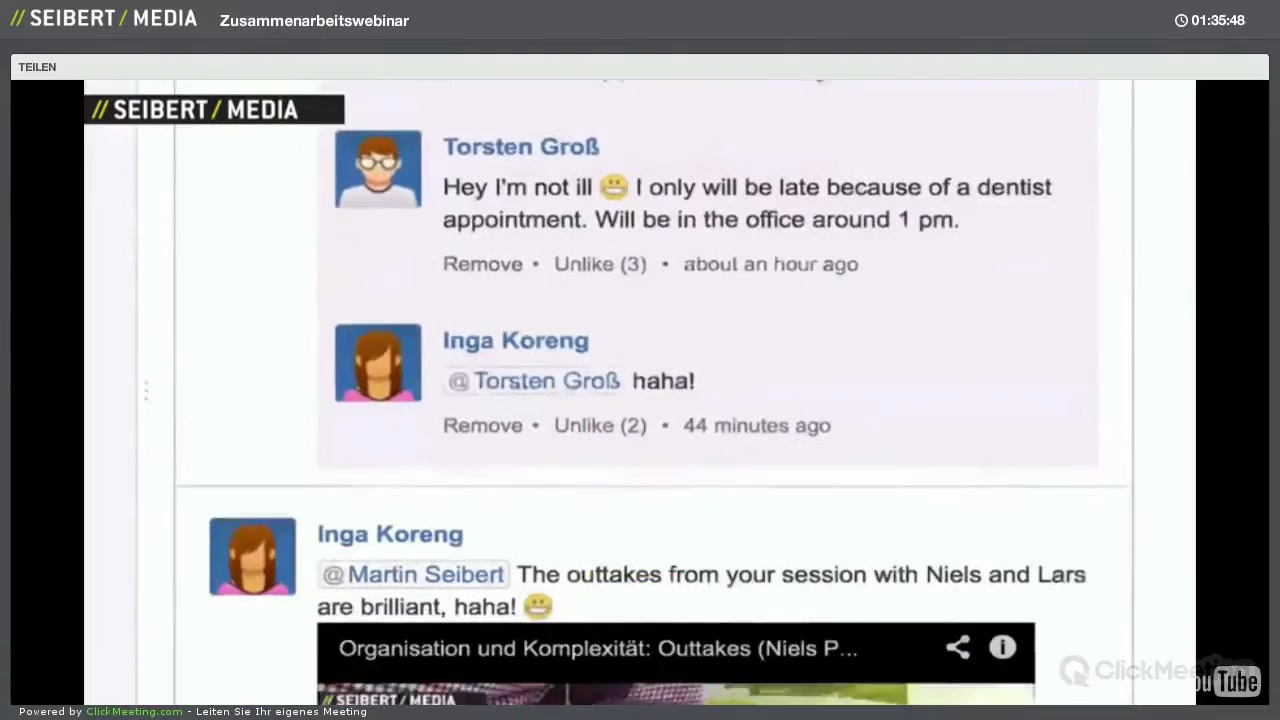 // SEIBERT / MEDIA
Zusammenarbeitswebinar
01:35:48
TEILEN
// SEIBERT / MEDIA
Torsten Groß
Hey I'm not ill 😬 I only will be late because of a dentist
appointment. Will be in the office around 1 pm.
Remove • Unlike (3) • about an hour ago
Inga Koreng
@Torsten Groß haha!
Remove • Unlike (2) • 44 minutes ago
Inga Koreng
@Martin Seibert The outtakes from your session with Niels and Lars
are brilliant, haha! 😬
Organisation und Komplexität: Outtakes (Niels P...
// SEIBERT / MEDIA
Tube
Powered by ClickMeeting.com - Leiten Sie Ihr eigenes Meeting